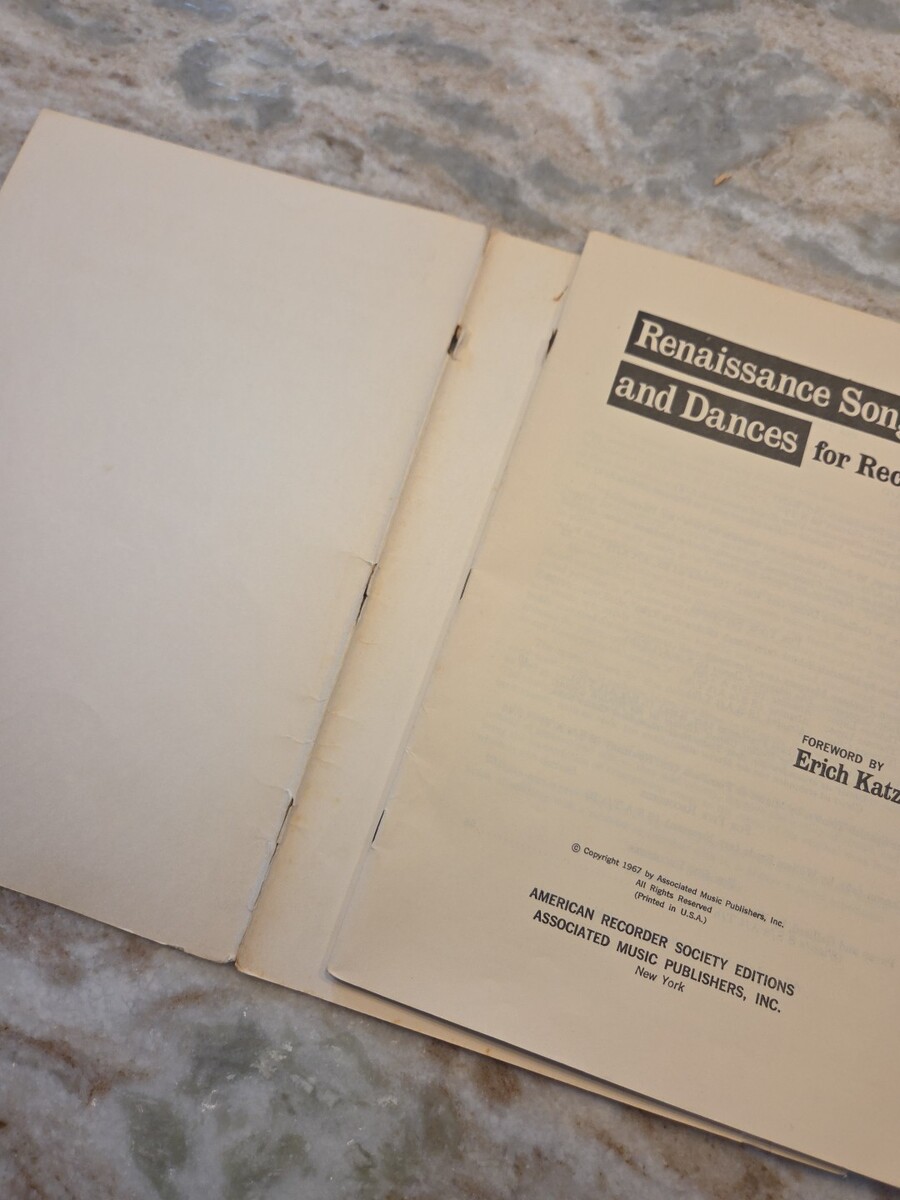 Renaissance Song
and Dances for Rec
FOREWORD BY
Erich Katz
© Copyright 1967 by Associated Music Publishers, Inc.
All Rights Reserved
(Printed in U.S.A.)
AMERICAN RECORDER SOCIETY EDITIONS
ASSOCIATED MUSIC PUBLISHERS, INC.
New York